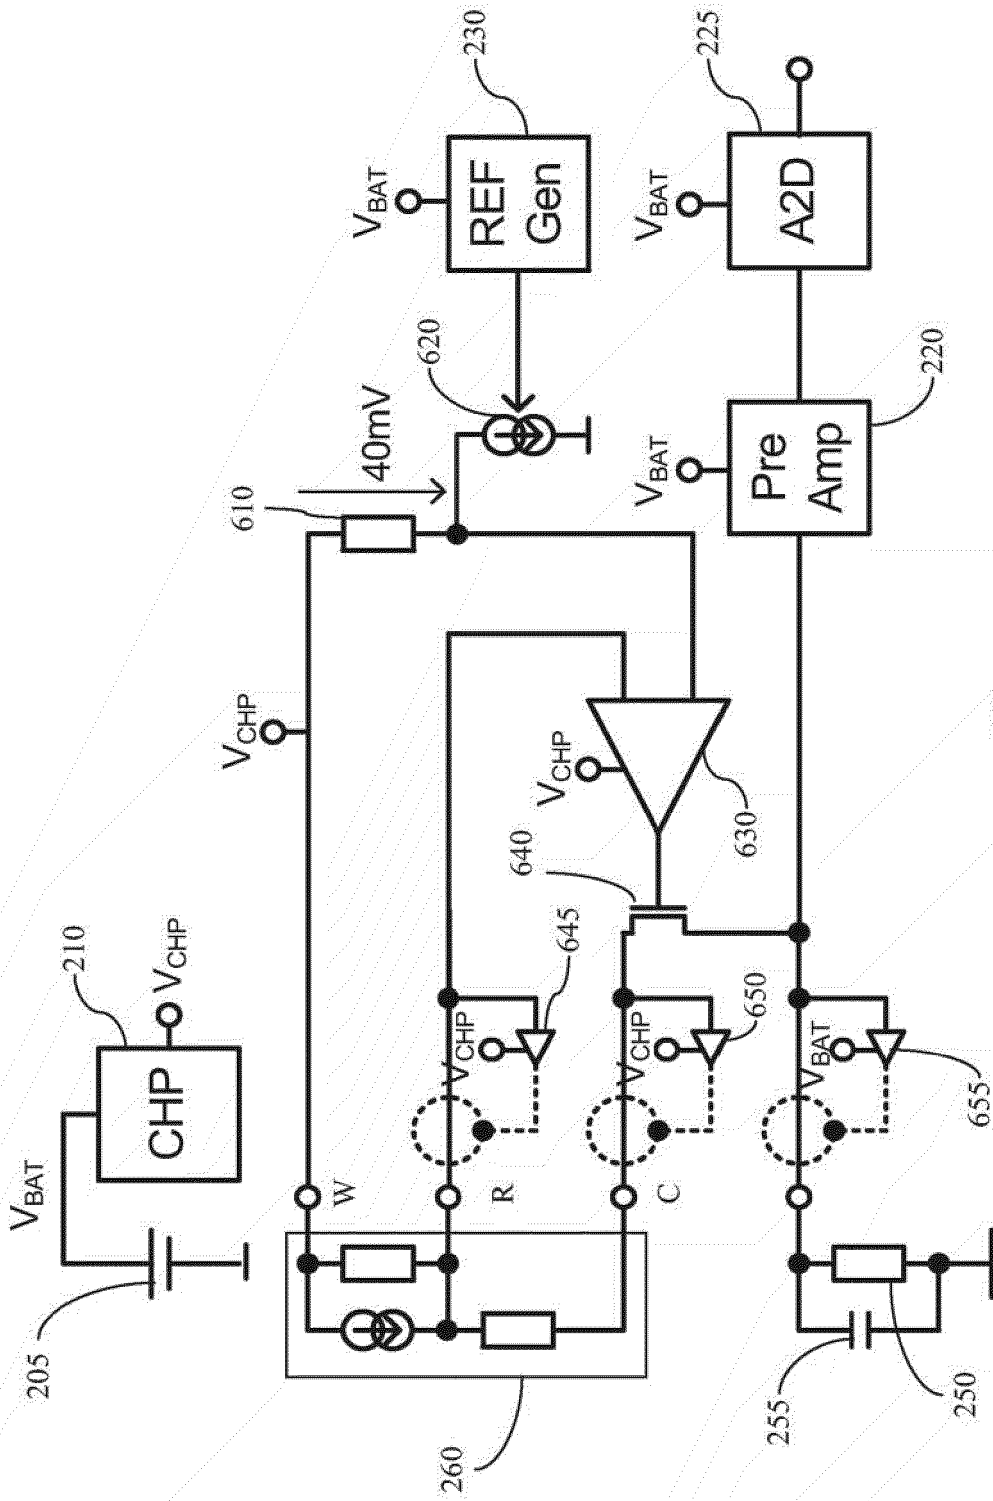 205
V_BAT
CHP
210
V_CHP
V_CHP
610
40mV
620
V_BAT
REF
Gen
230
260
W
R
C
V_CHP
645
V_CHP
650
V_BAT
655
640
V_CHP
630
V_BAT
Pre
Amp
220
V_BAT
A2D
225
255
250